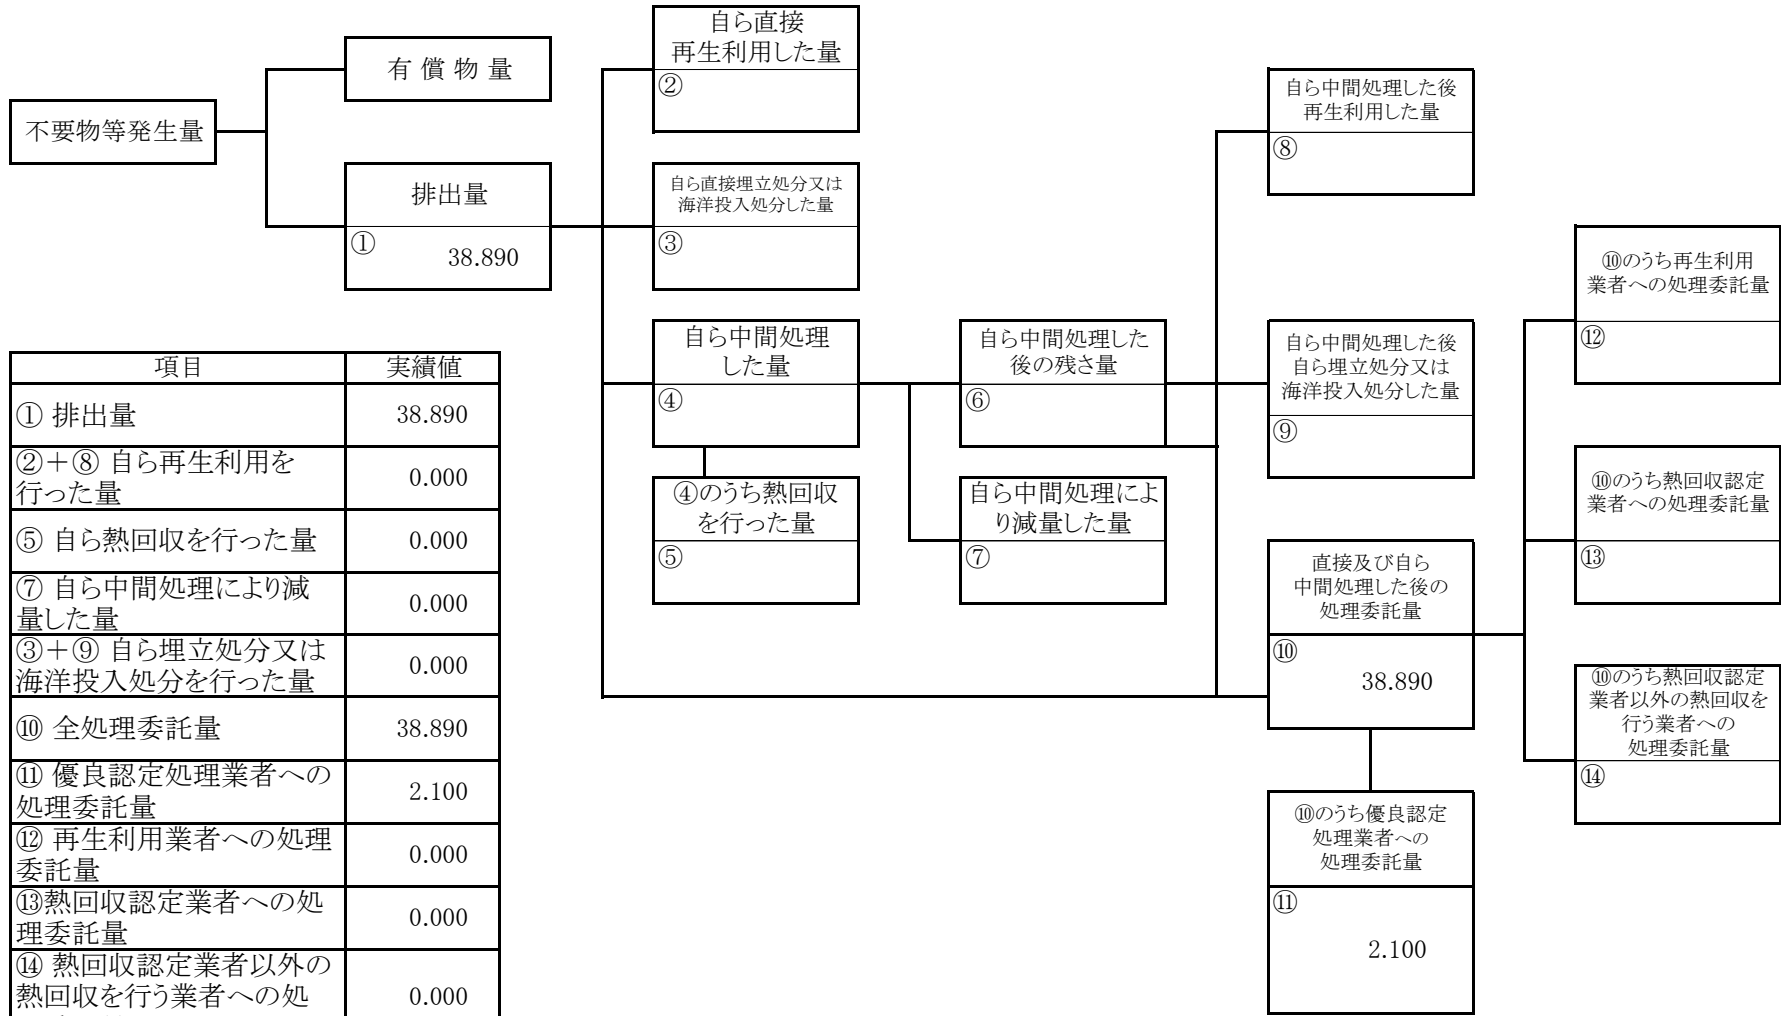 不要物等発生量
有 償 物 量
排出量
①
38.890
自ら直接
再生利用した量
②
自ら直接埋立処分又は
海洋投入処分した量
③
自ら中間処理
した量
④
④のうち熱回収
を行った量
⑤
自ら中間処理した
後の残さ量
⑥
自ら中間処理によ
り減量した量
⑦
自ら中間処理した後
再生利用した量
⑧
自ら中間処理した後
自ら埋立処分又は
海洋投入処分した量
⑨
直接及び自ら
中間処理した後の
処理委託量
⑩
38.890
⑩のうち優良認定
処理業者への
処理委託量
⑪
2.100
⑩のうち再生利用
業者への処理委託量
⑫
⑩のうち熱回収認定
業者への処理委託量
⑬
⑩のうち熱回収認定
業者以外の熱回収を
行う業者への
処理委託量
⑭
項目 実績値
① 排出量 38.890
②＋⑧ 自ら再生利用を
行った量 0.000
⑤ 自ら熱回収を行った量 0.000
⑦ 自ら中間処理により減
量した量 0.000
③＋⑨ 自ら埋立処分又は
海洋投入処分を行った量 0.000
⑩ 全処理委託量 38.890
⑪ 優良認定処理業者への
処理委託量 2.100
⑫ 再生利用業者への処理
委託量 0.000
⑬熱回収認定業者への処
理委託量 0.000
⑭ 熱回収認定業者以外の
熱回収を行う業者への処 0.000